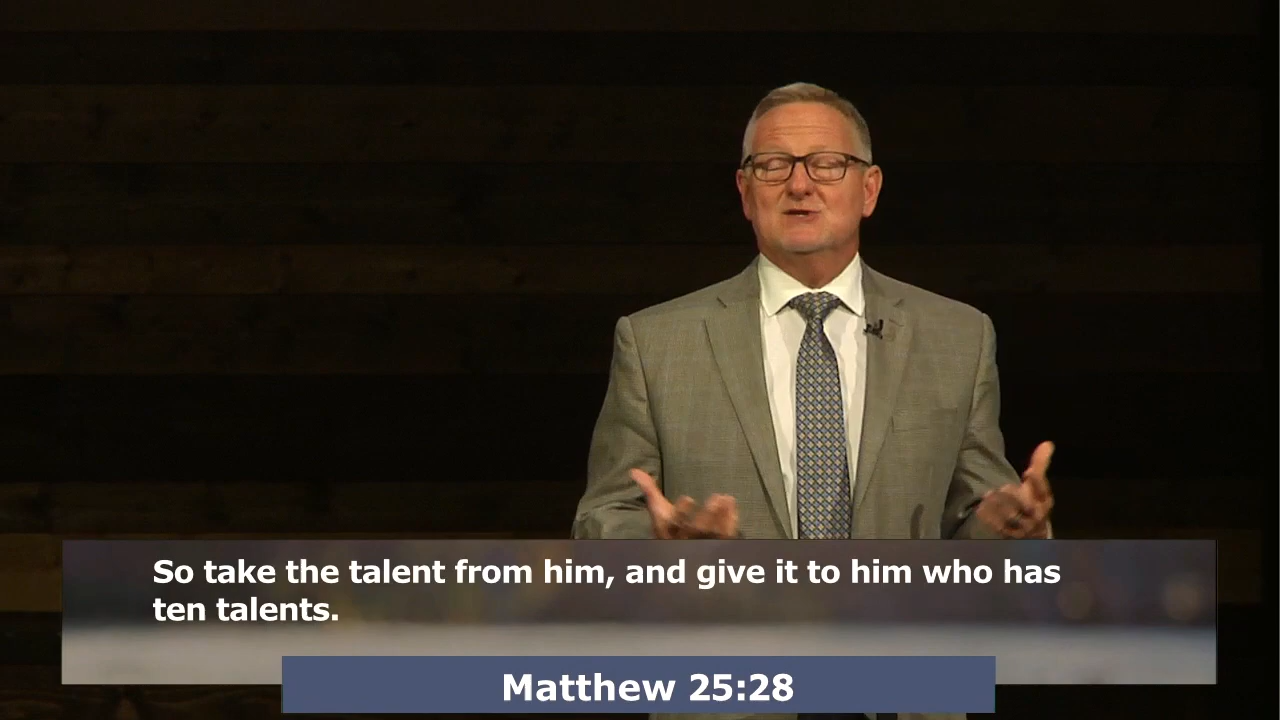 So take the talent from him, and give it to him who has
ten talents.
Matthew 25:28